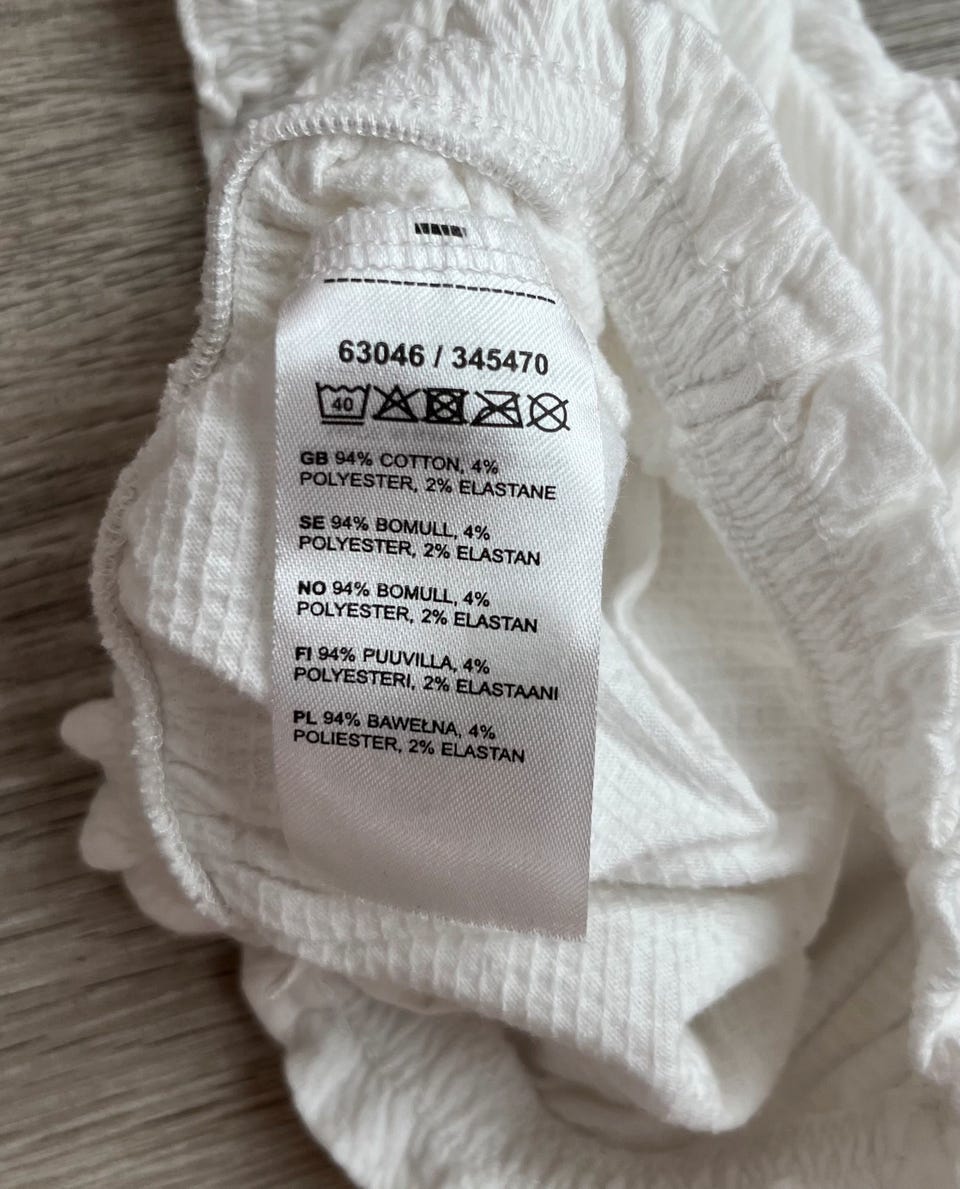 63046 / 345470
40
GB 94% COTTON, 4%
POLYESTER, 2% ELASTANE
SE 94% BOMULL, 4%
POLYESTER, 2% ELASTAN
NO 94% BOMULL, 4%
POLYESTER, 2% ELASTAN
FI 94% PUUVILLA, 4%
POLYESTERI, 2% ELASTAANI
PL 94% BAWEŁNA, 4%
POLIESTER, 2% ELASTAN